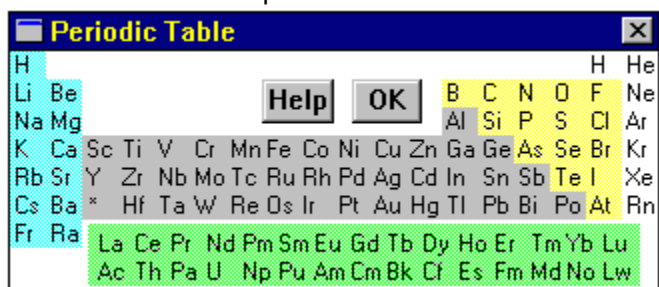 Periodic Table
H H He
Li Be Help OK B C N O F Ne
Na Mg Al Si P S Cl Ar
K Ca Sc Ti V Cr Mn Fe Co Ni Cu Zn Ga Ge As Se Br Kr
Rb Sr Y Zr Nb Mo Tc Ru Rh Pd Ag Cd In Sn Sb Te I Xe
Cs Ba * Hf Ta W Re Os Ir Pt Au Hg Tl Pb Bi Po At Rn
Fr Ra
La Ce Pr Nd Pm Sm Eu Gd Tb Dy Ho Er Tm Yb Lu
Ac Th Pa U Np Pu Am Cm Bk Cf Es Fm Md No Lw